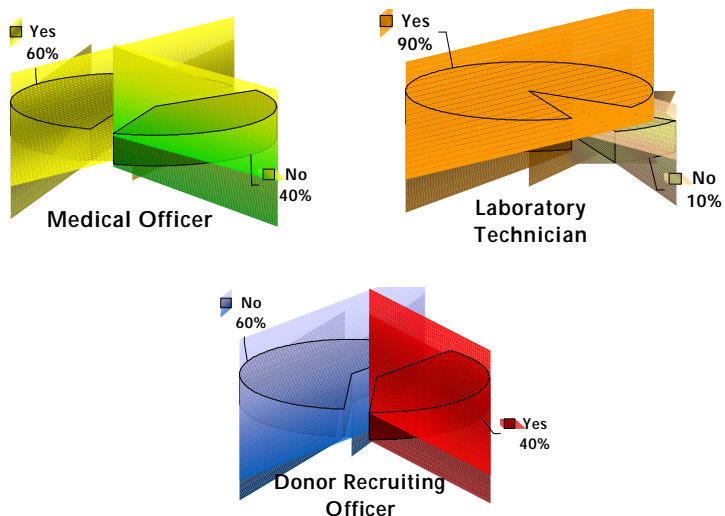 Yes
60%
No
40%
Medical Officer
Yes
90%
No
10%
Laboratory
Technician
No
60%
Yes
40%
Donor Recruiting
Officer